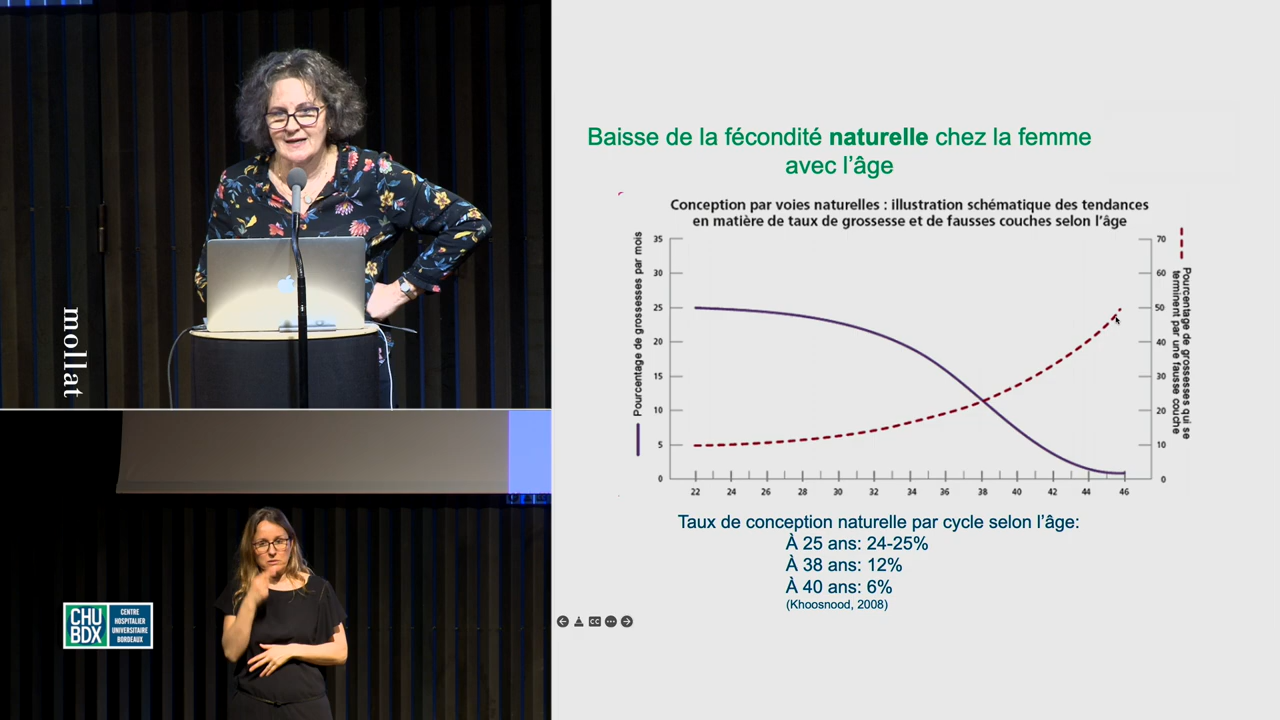 mollat
CHU
BDX
CENTRE
HOSPITALIER
UNIVERSITAIRE
BORDEAUX
Baisse de la fécondité naturelle chez la femme
avec l’âge
Conception par voies naturelles : illustration schématique des tendances
en matière de taux de grossesse et de fausses couches selon l’âge
Pourcentage de grossesses par mois
35
30
25
20
15
10
5
0
70
60
50
40
30
20
10
0
Pourcentage de grossesses qui se
terminent par une fausse couche
22 24 26 28 30 32 34 36 38 40 42 44 46
Taux de conception naturelle par cycle selon l’âge:
À 25 ans: 24-25%
À 38 ans: 12%
À 40 ans: 6%
(Khoosnood, 2008)
CC